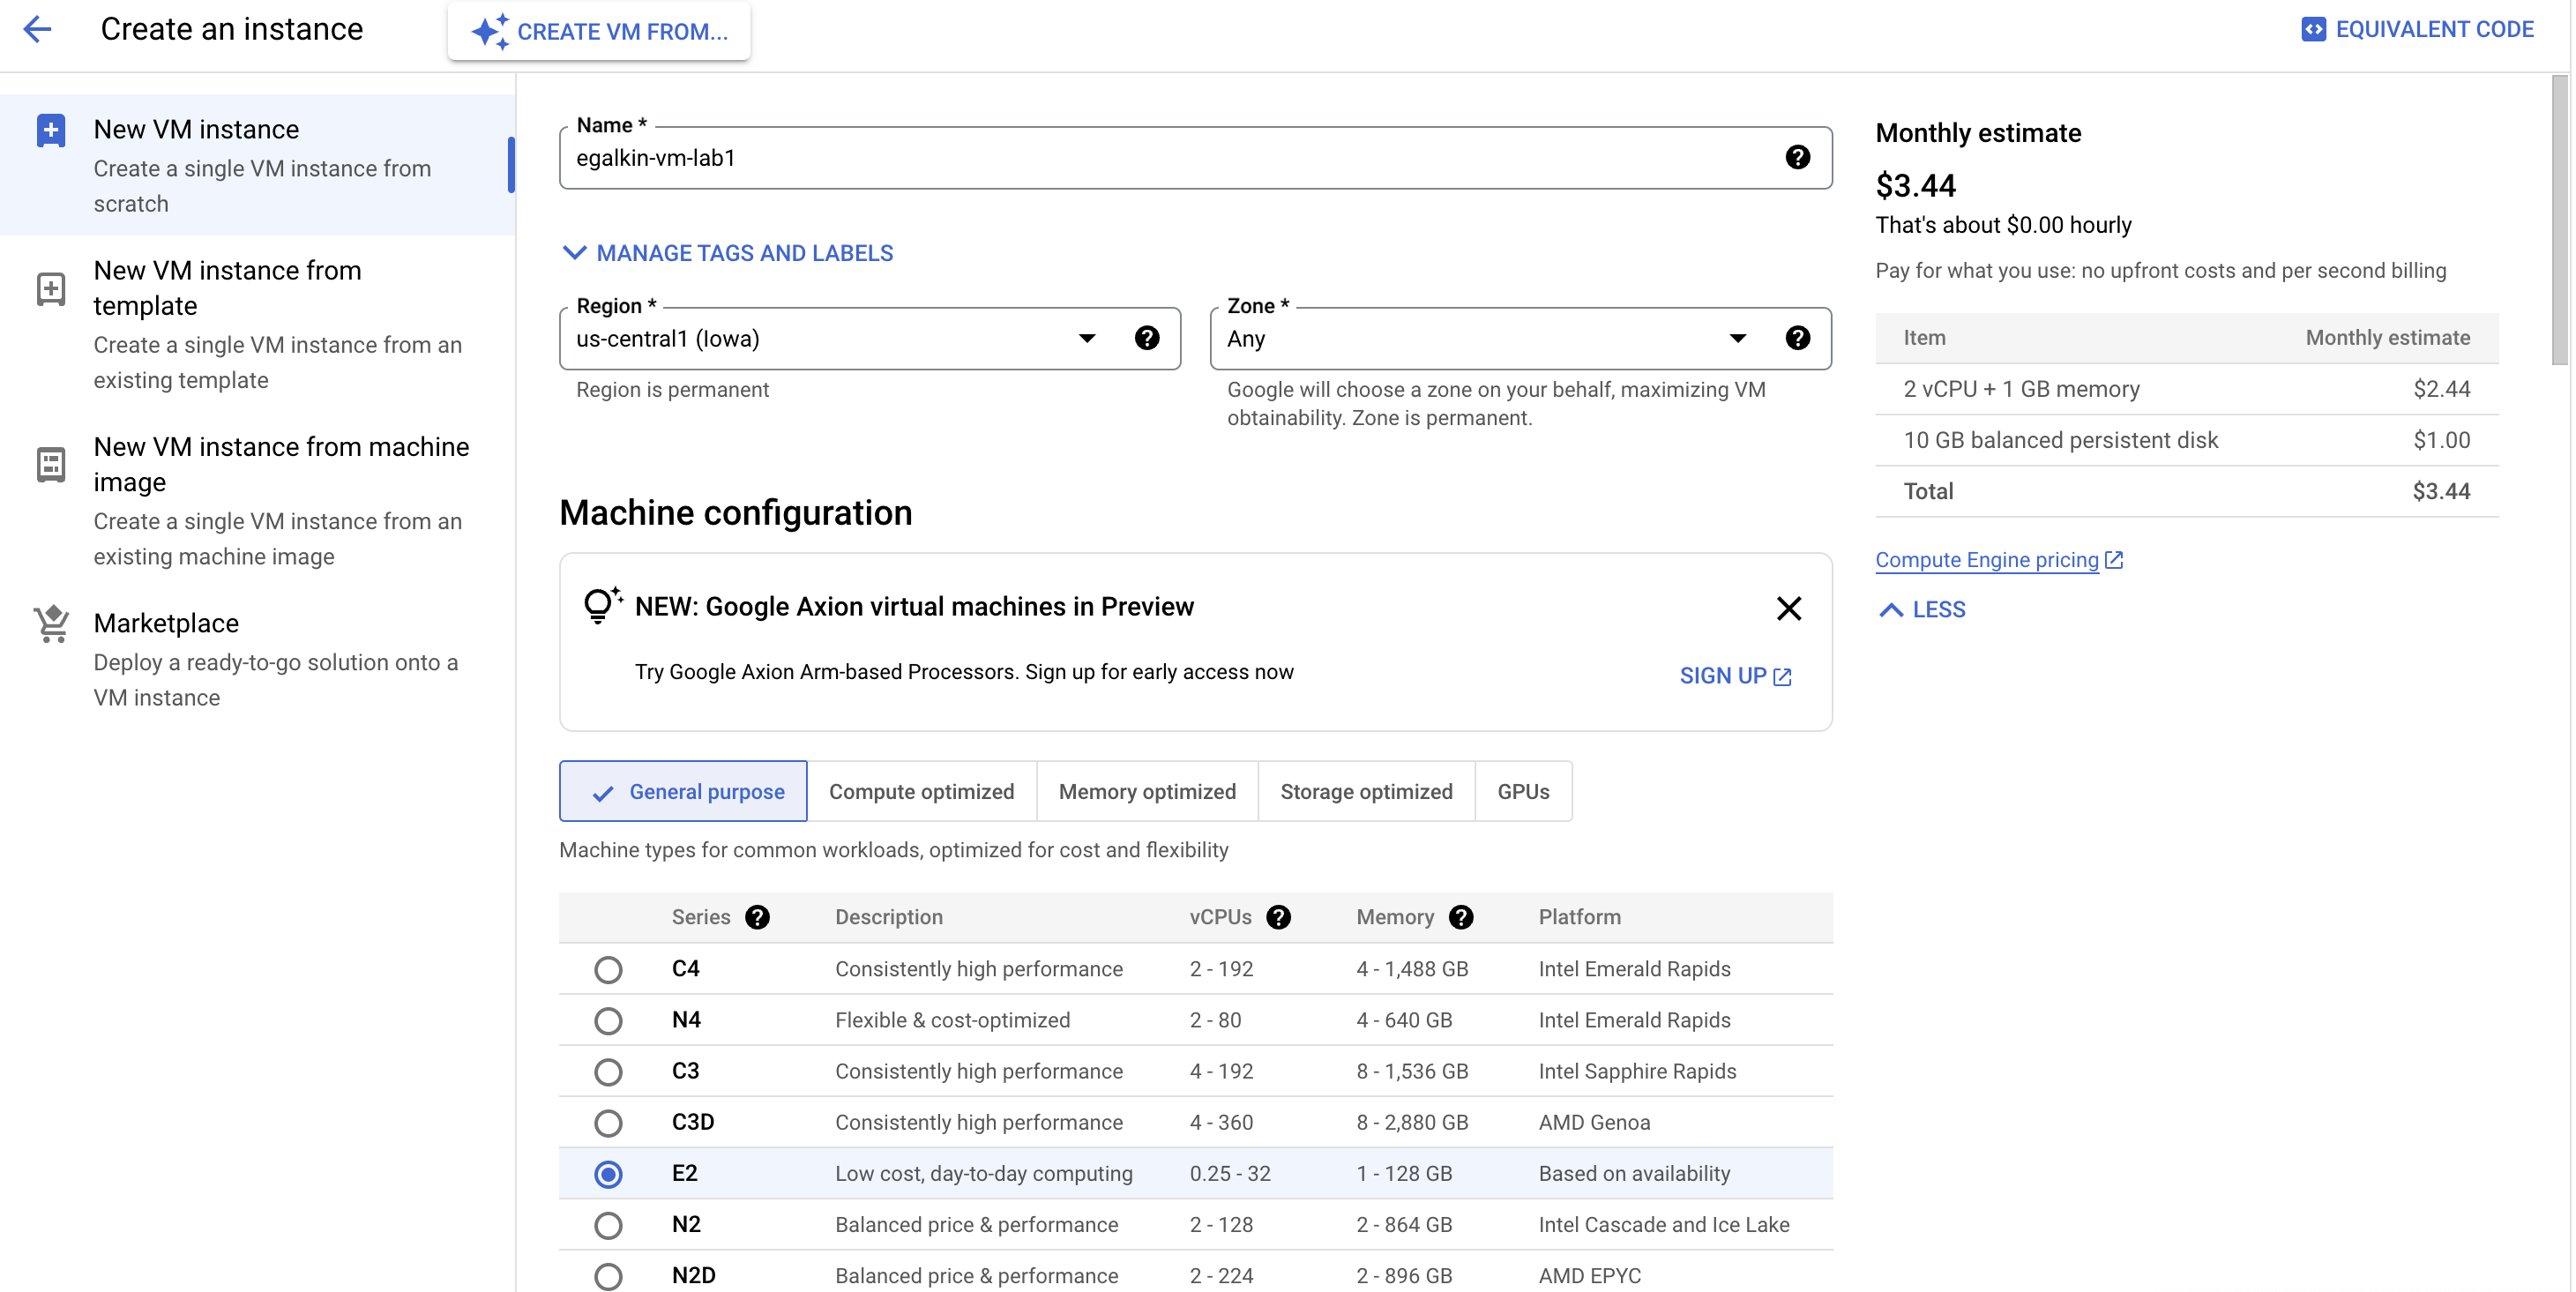 Create an instance
CREATE VM FROM...
EQUIVALENT CODE
New VM instance
Create a single VM instance from
scratch
New VM instance from
template
Create a single VM instance from an
existing template
New VM instance from machine
image
Create a single VM instance from an
existing machine image
Marketplace
Deploy a ready-to-go solution onto a
VM instance
Name *
egalkin-vm-lab1
MANAGE TAGS AND LABELS
Region *
us-central1 (Iowa)
Region is permanent
Zone *
Any
Google will choose a zone on your behalf, maximizing VM
obtainability. Zone is permanent.
Machine configuration
NEW: Google Axion virtual machines in Preview
Try Google Axion Arm-based Processors. Sign up for early access now
SIGN UP
General purpose Compute optimized Memory optimized Storage optimized GPUs
Machine types for common workloads, optimized for cost and flexibility
Series Description vCPUs Memory Platform
C4 Consistently high performance 2 - 192 4 - 1,488 GB Intel Emerald Rapids
N4 Flexible & cost-optimized 2 - 80 4 - 640 GB Intel Emerald Rapids
C3 Consistently high performance 4 - 192 8 - 1,536 GB Intel Sapphire Rapids
C3D Consistently high performance 4 - 360 8 - 2,880 GB AMD Genoa
E2 Low cost, day-to-day computing 0.25 - 32 1 - 128 GB Based on availability
N2 Balanced price & performance 2 - 128 2 - 864 GB Intel Cascade and Ice Lake
N2D Balanced price & performance 2 - 224 2 - 896 GB AMD EPYC
Monthly estimate
$3.44
That's about $0.00 hourly
Pay for what you use: no upfront costs and per second billing
Item Monthly estimate
2 vCPU + 1 GB memory $2.44
10 GB balanced persistent disk $1.00
Total $3.44
Compute Engine pricing
LESS